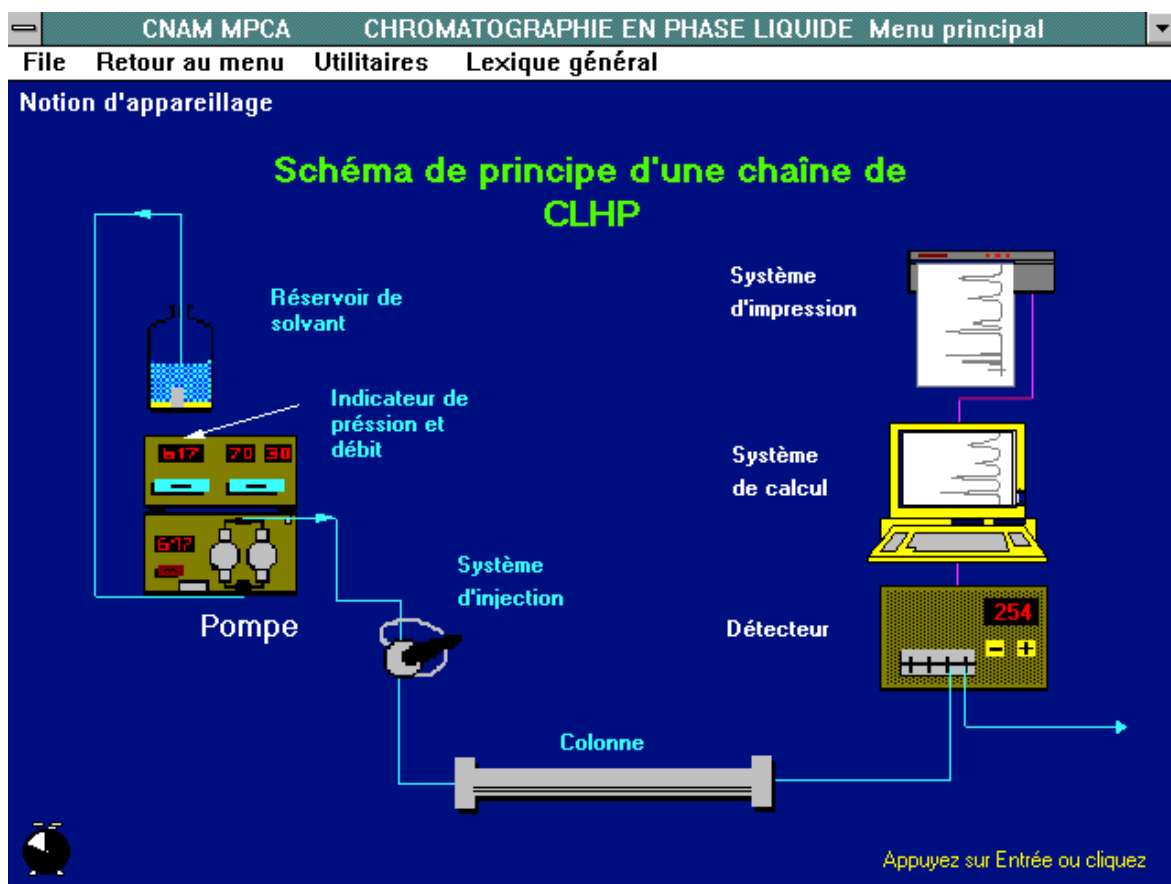 CNAM MPCA CHROMATOGRAPHIE EN PHASE LIQUIDE Menu principal
File Retour au menu Utilitaires Lexique général
Notion d'appareillage
Schéma de principe d'une chaîne de
CLHP
Réservoir de
solvant
Indicateur de
préssion et
débit
617 70 30
617
Pompe
Système
d'injection
Colonne
Système
d'impression
Système
de calcul
Détecteur
254
- +
Appuyez sur Entrée ou cliquez